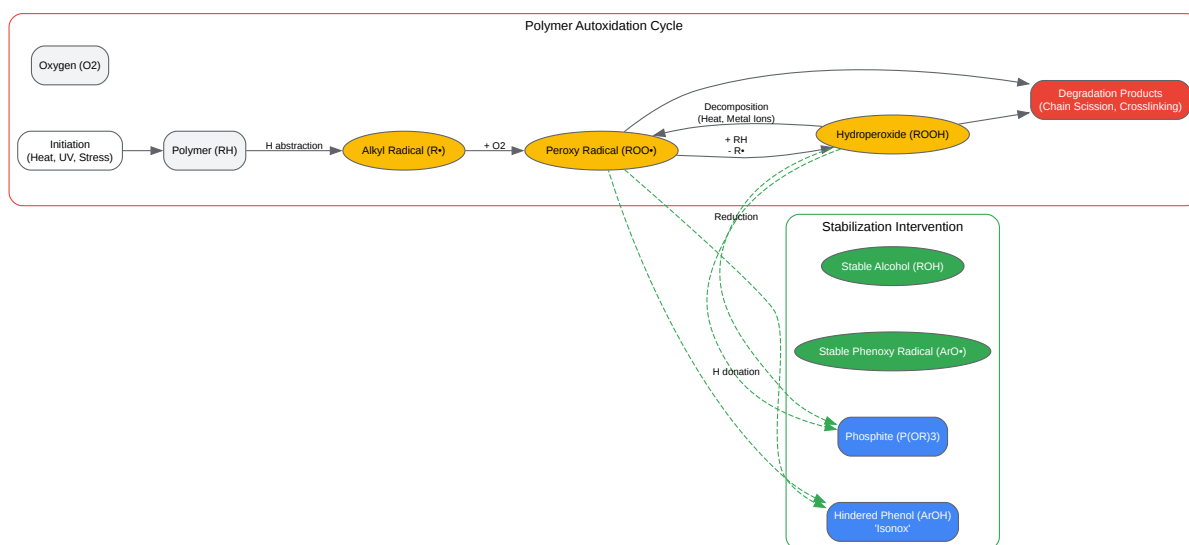 Polymer Autoxidation Cycle
Oxygen (O2)
Initiation
(Heat, UV, Stress)
Polymer (RH)
H abstraction
Alkyl Radical (R•)
+ O2
Peroxy Radical (ROO•)
Decomposition
(Heat, Metal Ions)
+ RH
- R•
Hydroperoxide (ROOH)
Degradation Products
(Chain Scission, Crosslinking)
Reduction
H donation
Stabilization Intervention
Stable Alcohol (ROH)
Stable Phenoxy Radical (ArO•)
Phosphite (P(OR)3)
Hindered Phenol (ArOH)
'Isonox'